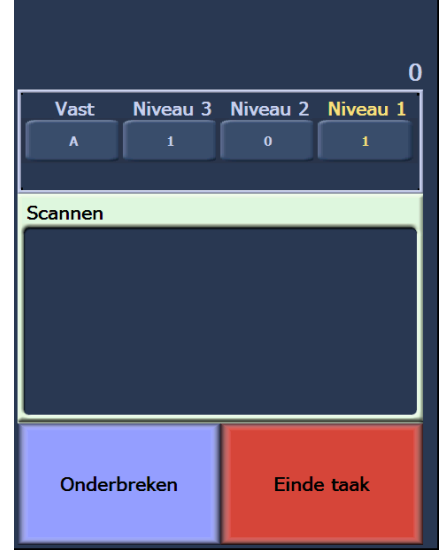 0
Vast Niveau 3 Niveau 2 Niveau 1
A 1 0 1
Scannen
Onderbreken Einde taak